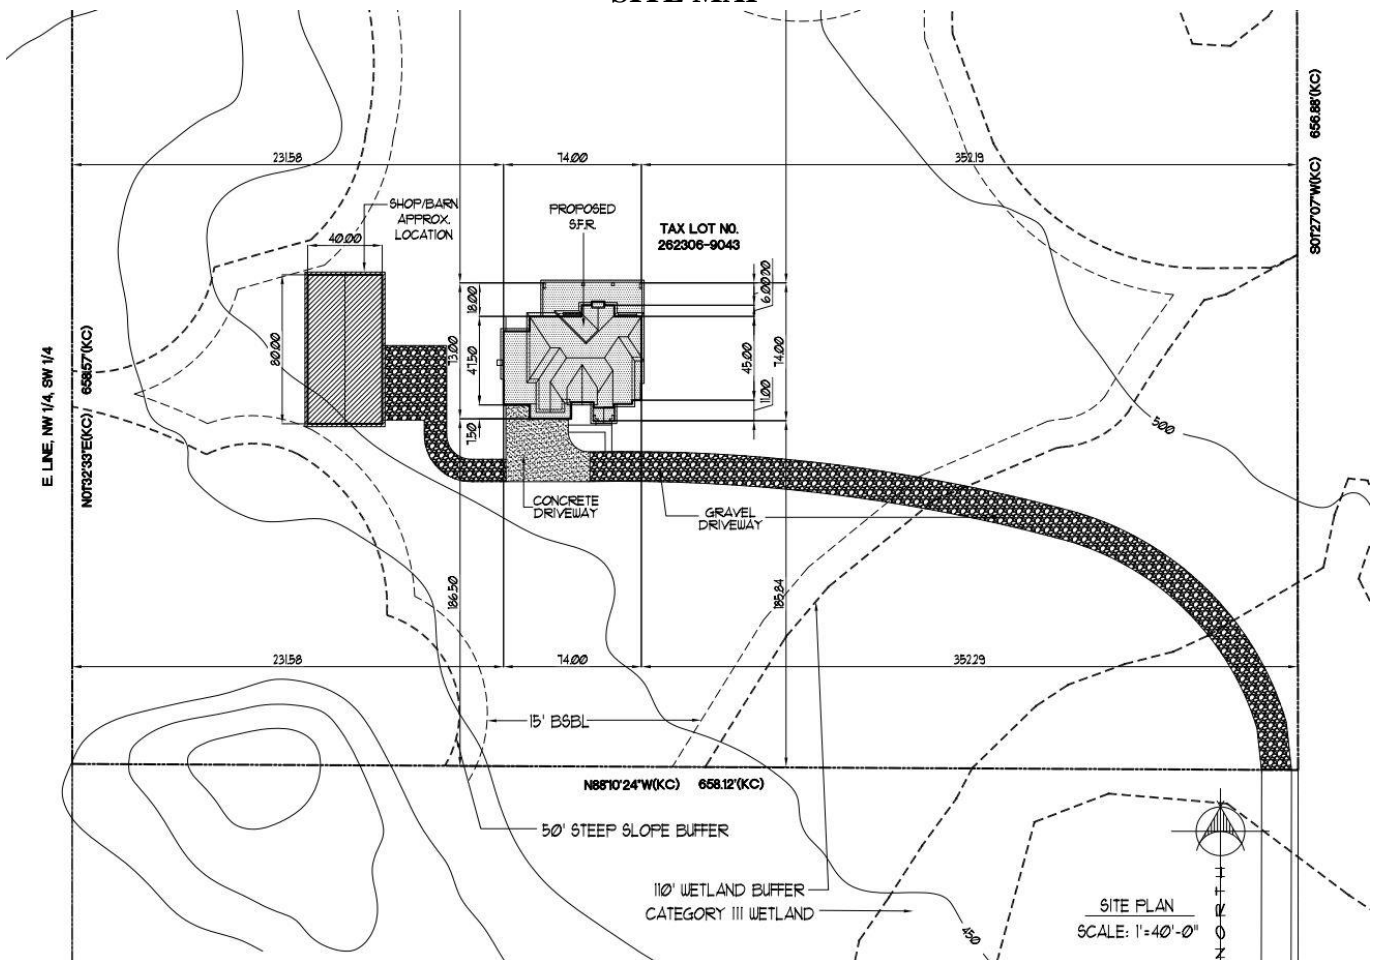 SITE MAP
656.88'(KC)
S01°27'07"W(KC)
231.58
74.00
352.19
SHOP/BARN
APPROX.
LOCATION
PROPOSED
S.F.R.
TAX LOT NO.
262306-9043
40.00
80.00
18.00
6.00
73.00
41.50
45.00
74.00
11.00
7.50
E. LINE, NW 1/4, SW 1/4
N01°32'33"E(KC) 658.57'(KC)
500
CONCRETE
DRIVEWAY
GRAVEL
DRIVEWAY
186.50
185.84
231.58
74.00
352.29
15' BSBL
N88°10'24"W(KC) 658.12'(KC)
50' STEEP SLOPE BUFFER
110' WETLAND BUFFER
CATEGORY III WETLAND
450
SITE PLAN
SCALE: 1"=40'-0"
NORTH